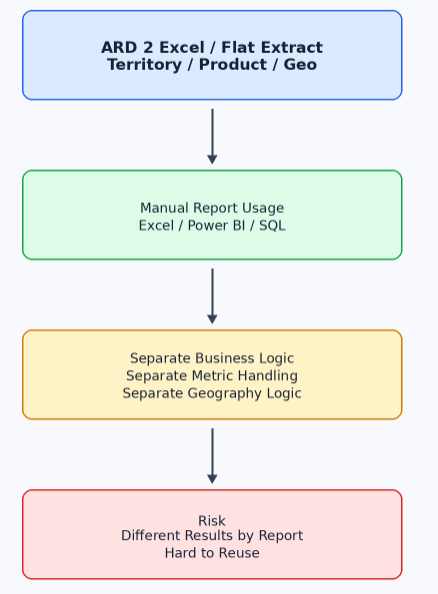 ARD 2 Excel / Flat Extract
Territory / Product / Geo
Manual Report Usage
Excel / Power BI / SQL
Separate Business Logic
Separate Metric Handling
Separate Geography Logic
Risk
Different Results by Report
Hard to Reuse